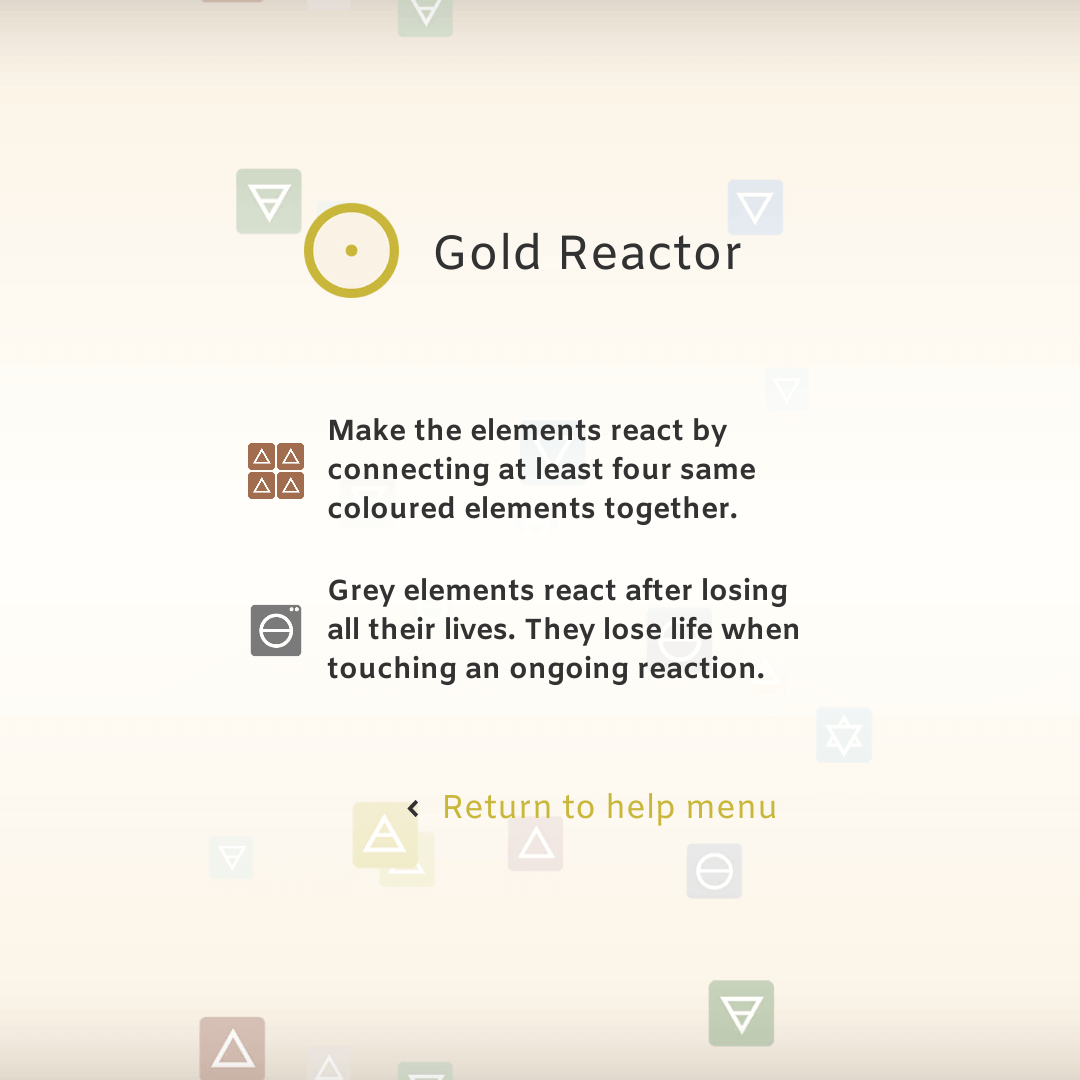 Gold Reactor
Make the elements react by
connecting at least four same
coloured elements together.
Grey elements react after losing
all their lives. They lose life when
touching an ongoing reaction.
Return to help menu